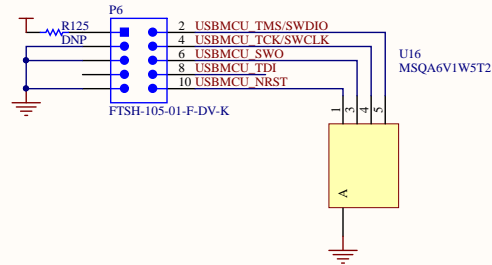 P6
R125
DNP
2 USBMCU_TMS/SWDIO
4 USBMCU_TCK/SWCLK
6 USBMCU_SWO
8 USBMCU_TDI
10 USBMCU_NRST
FTSH-105-01-F-DV-K
U16
MSQA6V1W5T2
1 3 4 5
A